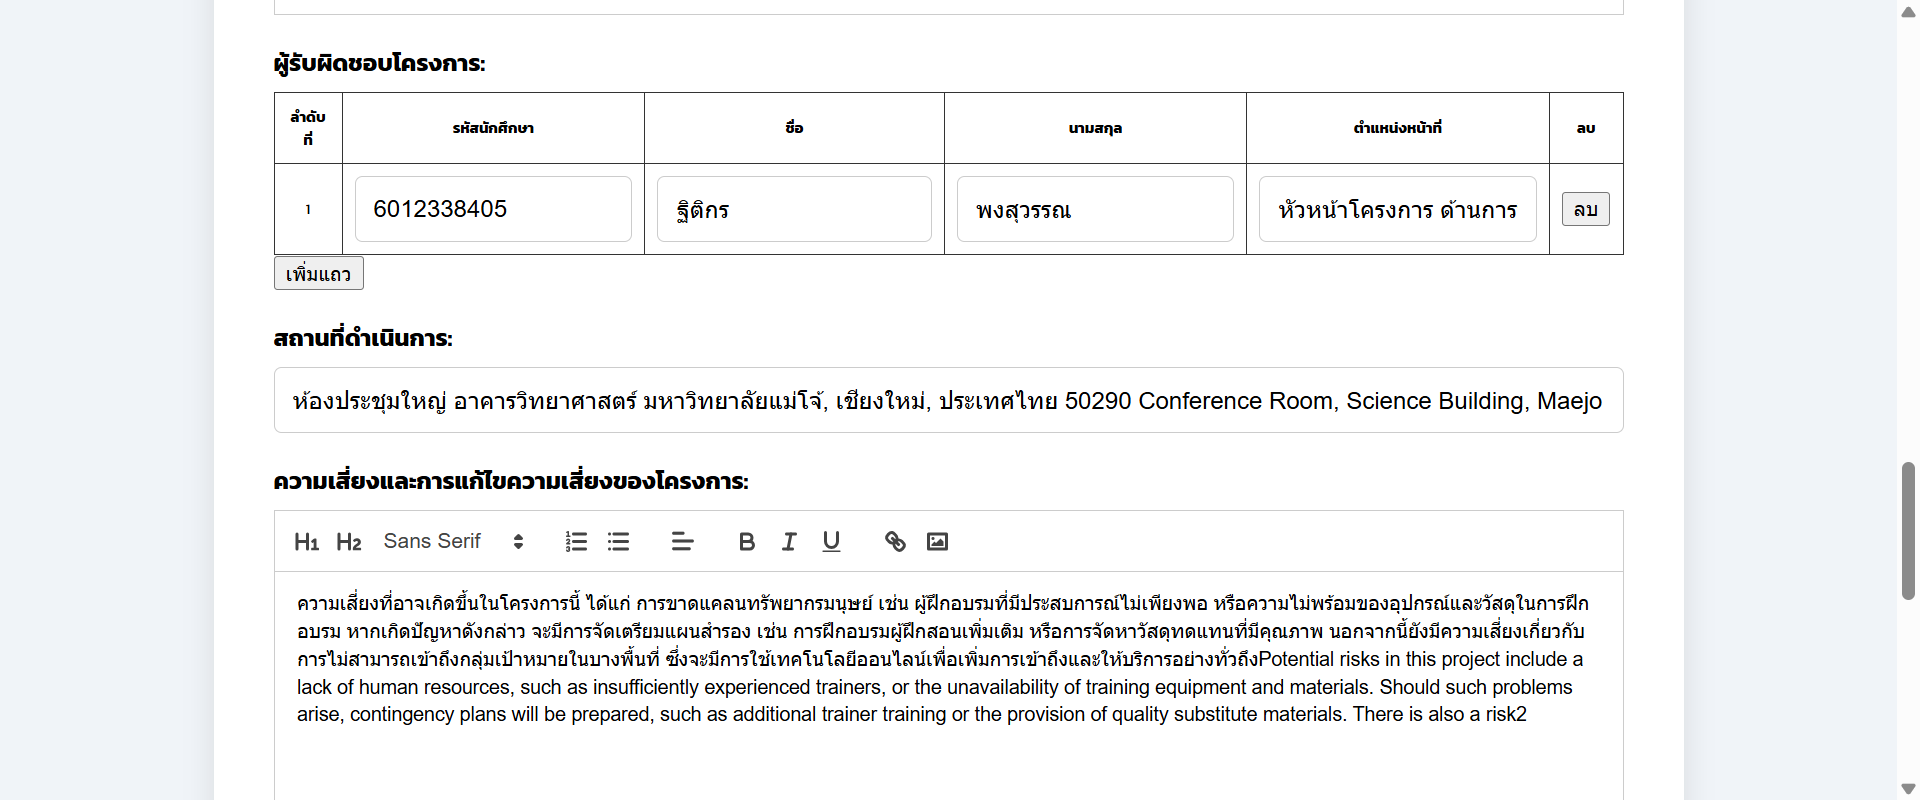 ผู้รับผิดชอบโครงการ:
ลำดับ
ที่
รหัสนักศึกษา
ชื่อ
นามสกุล
ตำแหน่งหน้าที่
ลบ
1
6012338405
ฐิติกร
พงสุวรรณ
หัวหน้าโครงการ ด้านการ
ลบ
เพิ่มแถว
สถานที่ดำเนินการ:
ห้องประชุมใหญ่ อาคารวิทยาศาสตร์ มหาวิทยาลัยแม่โจ้, เชียงใหม่, ประเทศไทย 50290 Conference Room, Science Building, Maejo
ความเสี่ยงและการแก้ไขความเสี่ยงของโครงการ:
H1 H2 Sans Serif
ความเสี่ยงที่อาจเกิดขึ้นในโครงการนี้ ได้แก่ การขาดแคลนทรัพยากรมนุษย์ เช่น ผู้ฝึกอบรมที่มีประสบการณ์ไม่เพียงพอ หรือความไม่พร้อมของอุปกรณ์และวัสดุในการฝึก
อบรม หากเกิดปัญหาดังกล่าว จะมีการจัดเตรียมแผนสำรอง เช่น การฝึกอบรมผู้ฝึกสอนเพิ่มเติม หรือการจัดหาวัสดุทดแทนที่มีคุณภาพ นอกจากนี้ยังมีความเสี่ยงเกี่ยวกับ
การไม่สามารถเข้าถึงกลุ่มเป้าหมายในบางพื้นที่ ซึ่งจะมีการใช้เทคโนโลยีออนไลน์เพื่อเพิ่มการเข้าถึงและให้บริการอย่างทั่วถึงPotential risks in this project include a
lack of human resources, such as insufficiently experienced trainers, or the unavailability of training equipment and materials. Should such problems
arise, contingency plans will be prepared, such as additional trainer training or the provision of quality substitute materials. There is also a risk2